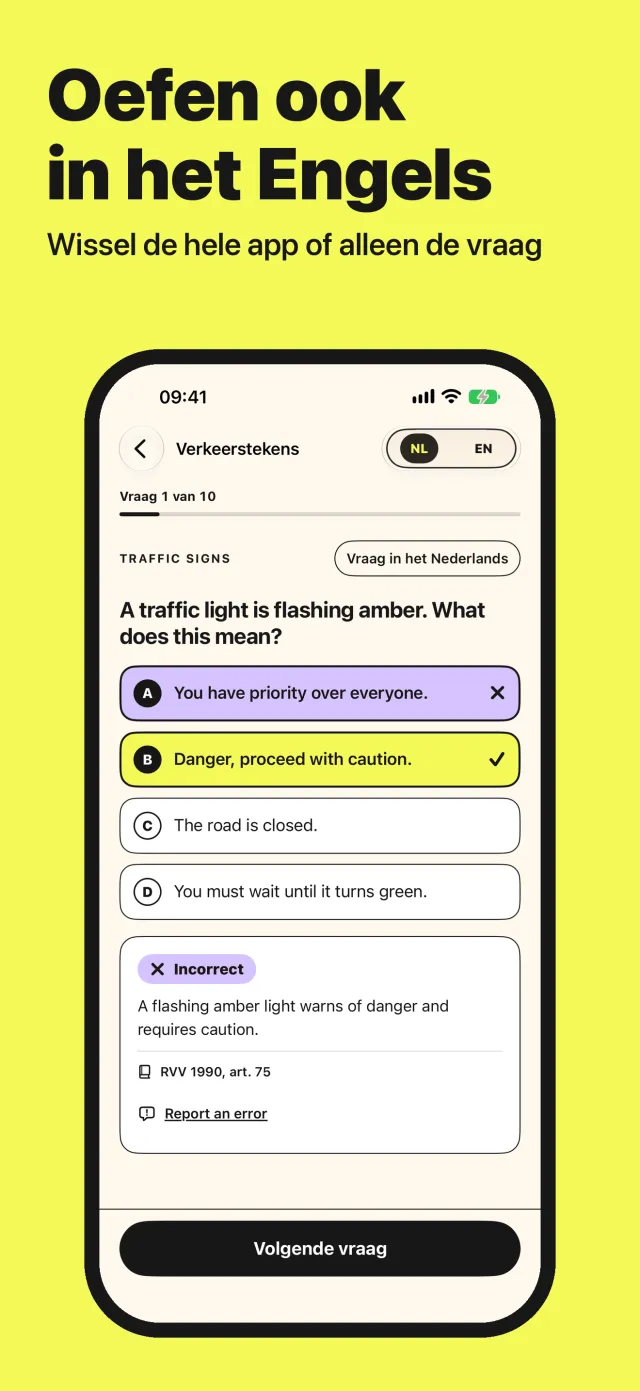 Oefen ook
in het Engels
Wissel de hele app of alleen de vraag
09:41
Verkeerstekens
NL
EN
Vraag 1 van 10
TRAFFIC SIGNS
Vraag in het Nederlands
A traffic light is flashing amber. What
does this mean?
A You have priority over everyone.
B Danger, proceed with caution.
C The road is closed.
D You must wait until it turns green.
Incorrect
A flashing amber light warns of danger and
requires caution.
RVV 1990, art. 75
Report an error
Volgende vraag